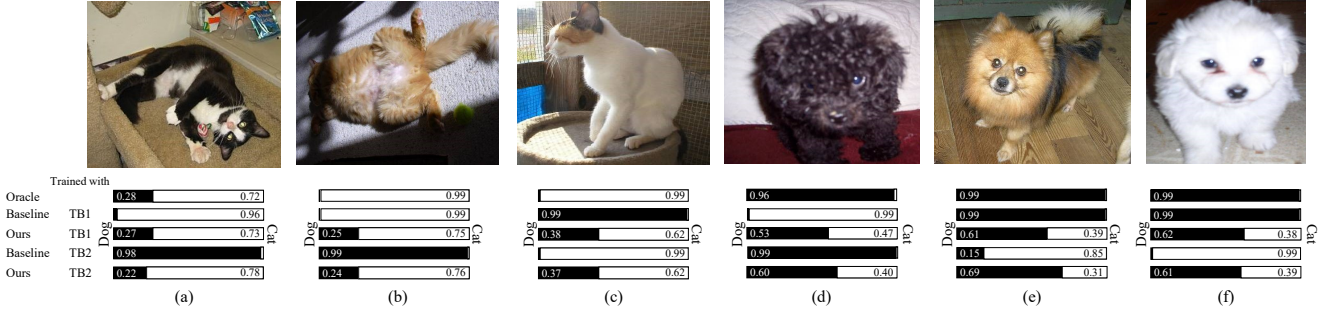 Trained with
Oracle 0.28 0.72 0.99 0.99 0.96 0.99 0.99
Baseline TB1 0.96 0.99 0.99 0.99 0.99 0.99
Ours TB1 0.27 0.73 0.25 0.75 0.38 0.62 0.53 0.47 0.61 0.39 0.62 0.38
Baseline TB2 0.98 0.99 0.99 0.99 0.15 0.85 0.99
Ours TB2 0.22 0.78 0.24 0.76 0.37 0.62 0.60 0.40 0.69 0.31 0.61 0.39
Dog Cat Dog Cat Dog Cat Dog Cat Dog Cat Dog Cat
(a) (b) (c) (d) (e) (f)